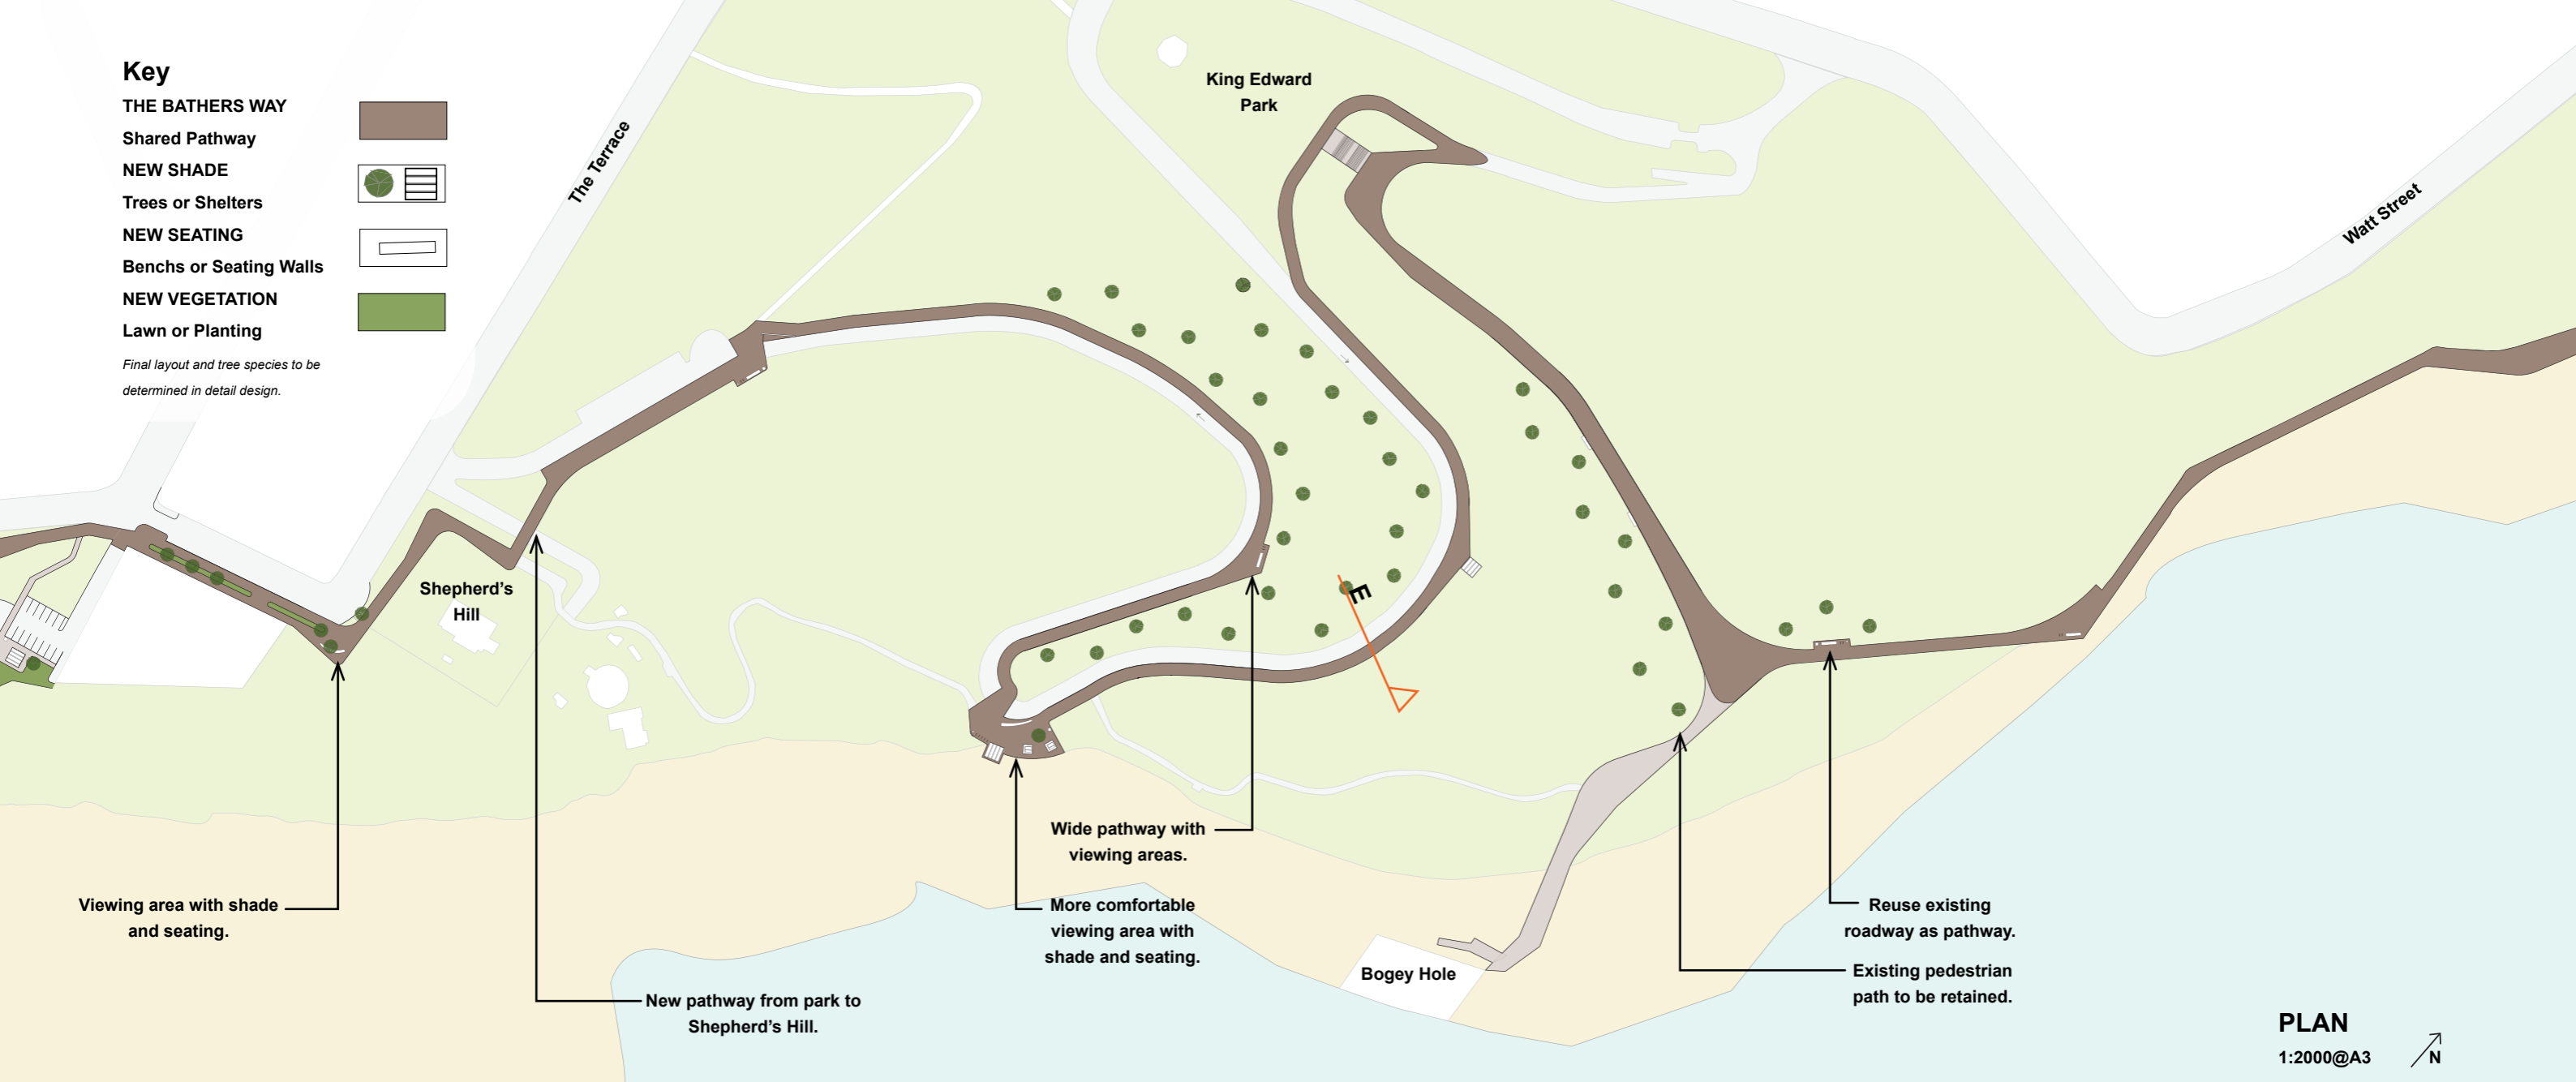 Key
THE BATHERS WAY
Shared Pathway
NEW SHADE
Trees or Shelters
NEW SEATING
Benchs or Seating Walls
NEW VEGETATION
Lawn or Planting
Final layout and tree species to be
determined in detail design.
The Terrace
King Edward
Park
Watt Street
Shepherd's
Hill
E
Wide pathway with
viewing areas.
Viewing area with shade
and seating.
More comfortable
viewing area with
shade and seating.
New pathway from park to
Shepherd's Hill.
Bogey Hole
Reuse existing
roadway as pathway.
Existing pedestrian
path to be retained.
PLAN
1:2000@A3
N